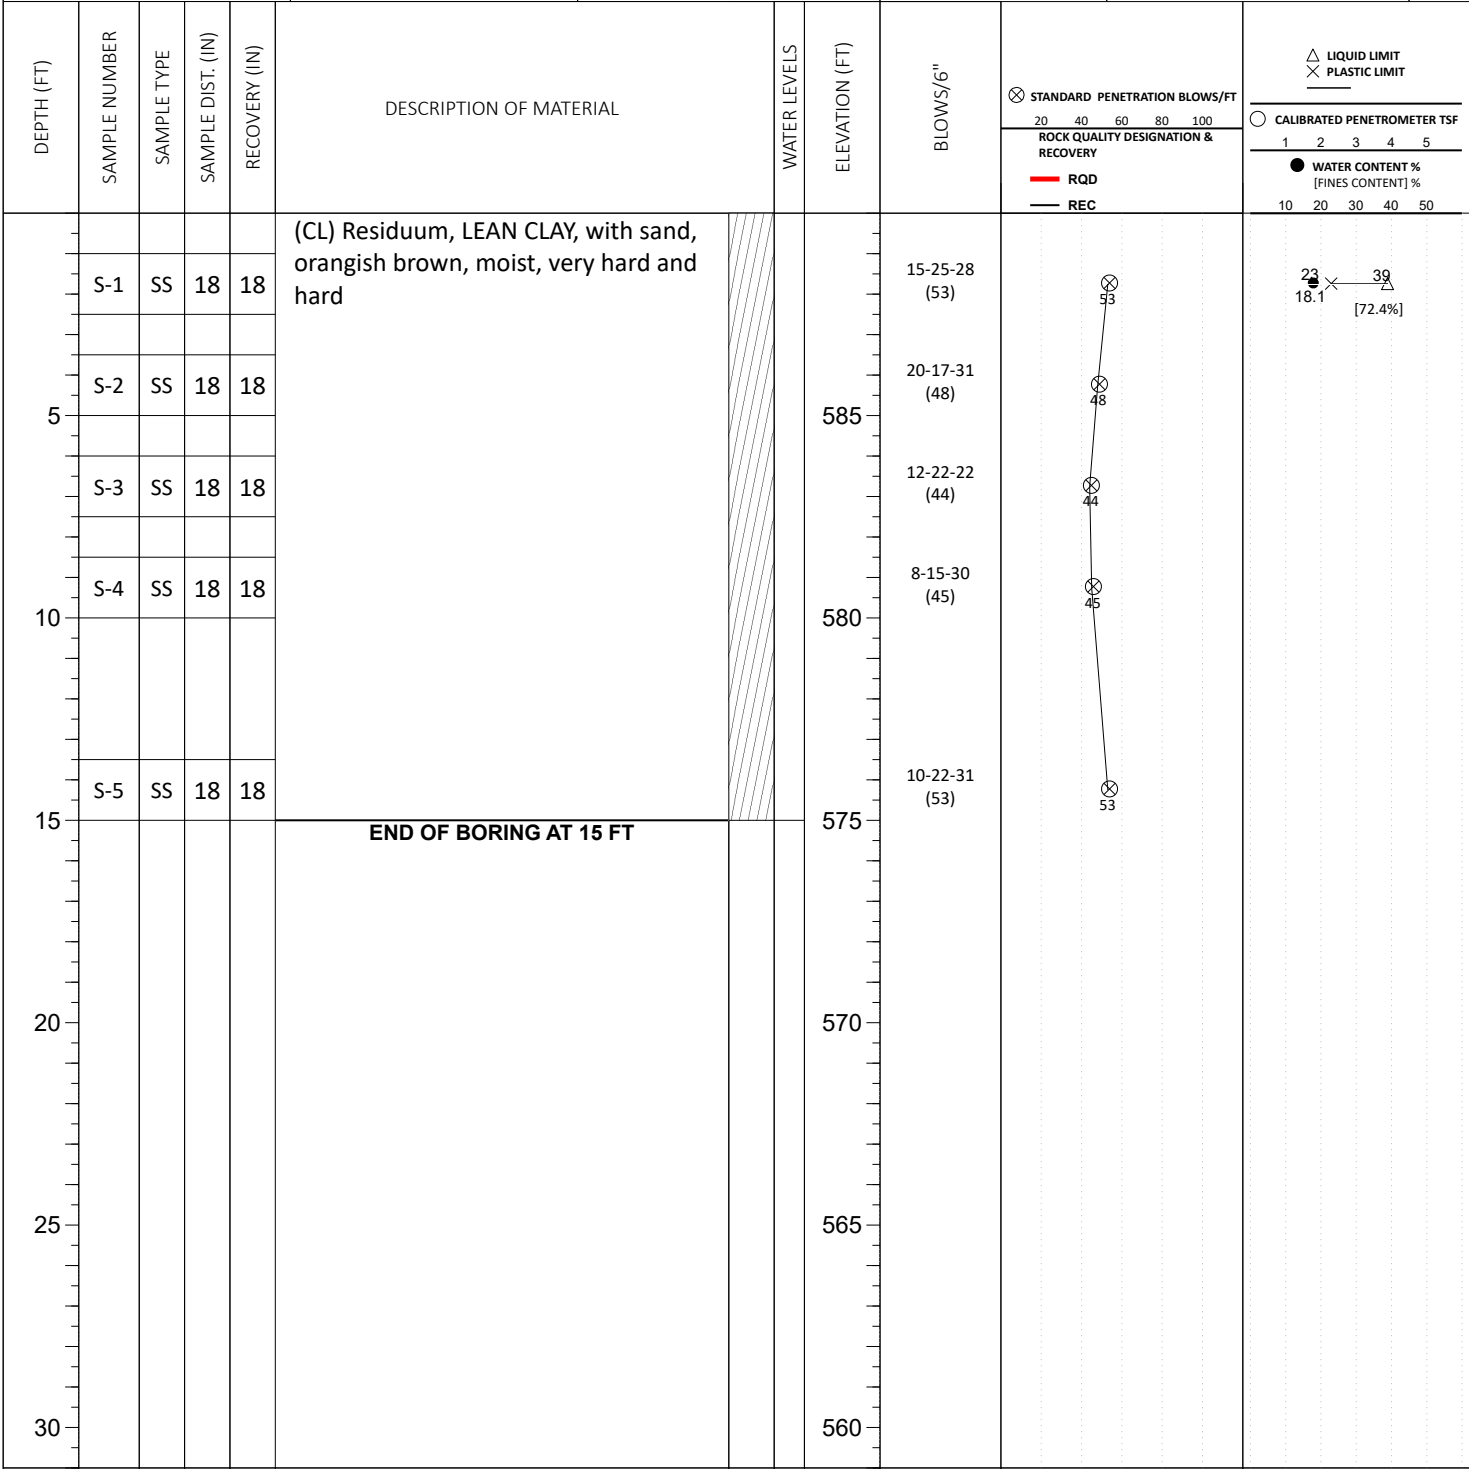 DEPTH (FT)
SAMPLE NUMBER
SAMPLE TYPE
SAMPLE DIST. (IN)
RECOVERY (IN)
DESCRIPTION OF MATERIAL
WATER LEVELS
ELEVATION (FT)
BLOWS/6"
STANDARD PENETRATION BLOWS/FT
20 40 60 80 100
ROCK QUALITY DESIGNATION &
RECOVERY
RQD
REC
LIQUID LIMIT
PLASTIC LIMIT
CALIBRATED PENETROMETER TSF
1 2 3 4 5
WATER CONTENT %
[FINES CONTENT] %
10 20 30 40 50
(CL) Residuum, LEAN CLAY, with sand,
orangish brown, moist, very hard and
hard
S-1 SS 18 18
15-25-28
(53)
53
23 39
18.1
[72.4%]
S-2 SS 18 18
20-17-31
(48)
48
5 585
S-3 SS 18 18
12-22-22
(44)
44
S-4 SS 18 18
8-15-30
(45)
45
10 580
S-5 SS 18 18
10-22-31
(53)
53
15 575
END OF BORING AT 15 FT
20 570
25 565
30 560